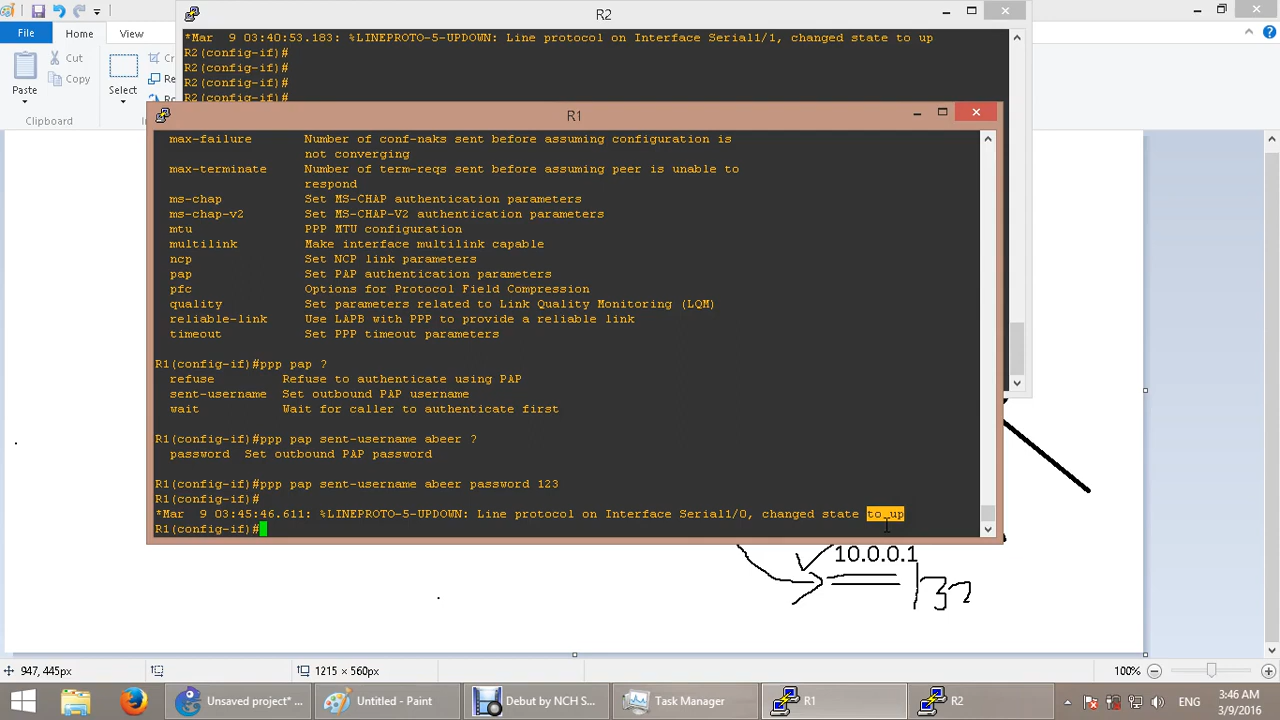 R2
File
Home
View
Paste
Cut
Copy
Select
Clipboard
*Mar  9 03:40:53.183: %LINEPROTO-5-UPDOWN: Line protocol on Interface Serial1/1, changed state to up
R2(config-if)#
R2(config-if)#
R2(config-if)#
R2(config-if)#
R1
max-failure Number of conf-naks sent before assuming configuration is
not converging
max-terminate Number of term-reqs sent before assuming peer is unable to
respond
ms-chap Set MS-CHAP authentication parameters
ms-chap-v2 Set MS-CHAP-V2 authentication parameters
mtu PPP MTU configuration
multilink Make interface multilink capable
ncp Set NCP link parameters
pap Set PAP authentication parameters
pfc Options for Protocol Field Compression
quality Set parameters related to Link Quality Monitoring (LQM)
reliable-link Use LAPB with PPP to provide a reliable link
timeout Set PPP timeout parameters
R1(config-if)#ppp pap ?
refuse Refuse to authenticate using PAP
sent-username Set outbound PAP username
wait Wait for caller to authenticate first
R1(config-if)#ppp pap sent-username abeer ?
password Set outbound PAP password
R1(config-if)#ppp pap sent-username abeer password 123
R1(config-if)#
*Mar  9 03:45:46.611: %LINEPROTO-5-UPDOWN: Line protocol on Interface Serial1/0, changed state to up
R1(config-if)#
10.0.0.1
947, 445px
1215 × 560px
100%
Unsaved project*...
Untitled - Paint
Debut by NCH S...
Task Manager
R1
R2
3:46 AM
3/9/2016